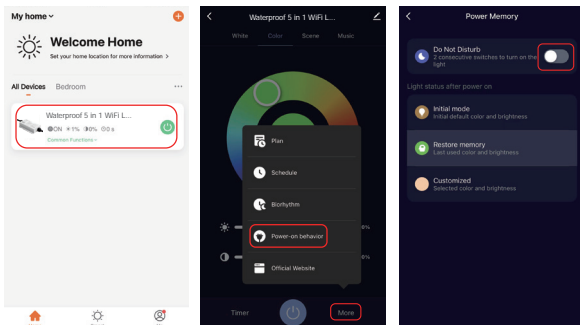 My home
Welcome Home
Set your home location for more information >
All Devices Bedroom
Waterproof 5 in 1 WiFi L...
ON 1% 0% 0 s
Common Functions
Waterproof 5 in 1 WiFi L...
White Color Scene Music
Plan
Schedule
Biorhythm
Power-on behavior
Official Website
Timer More
Power Memory
Do Not Disturb
2 consecutive switches to turn on the
light
Light status after power on
Initial mode
Initial default color and brightness
Restore memory
Last used color and brightness
Customized
Selected color and brightness